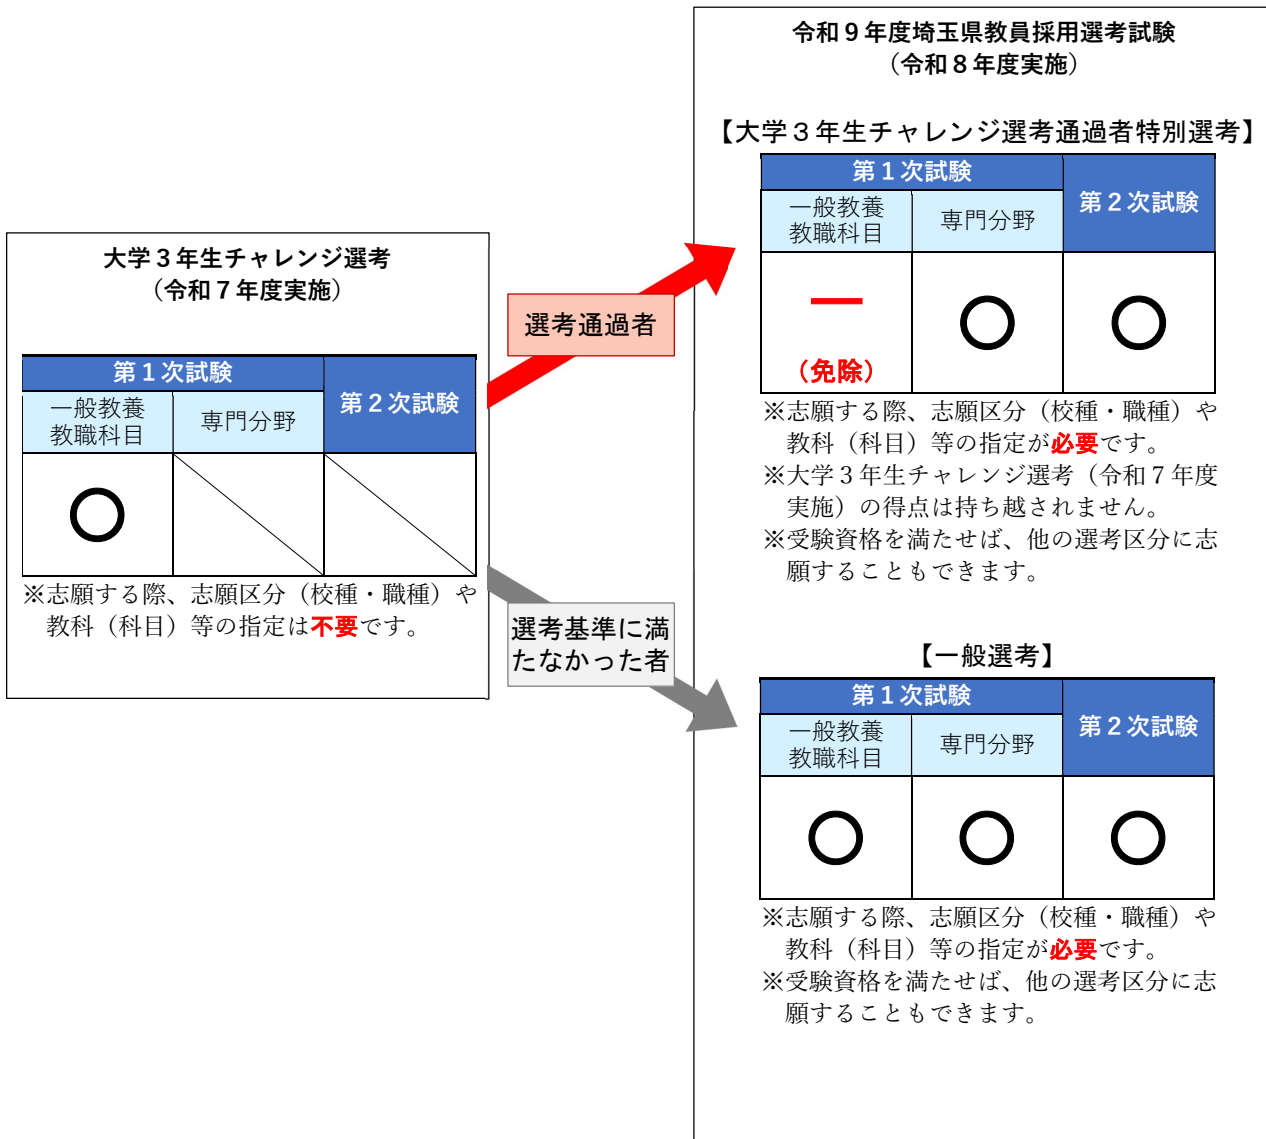 大学３年生チャレンジ選考
（令和７年度実施）
第１次試験
第２次試験
一般教養
教職科目
専門分野
○
※志願する際、志願区分（校種・職種）や
教科（科目）等の指定は不要です。
選考通過者
選考基準に満
たなかった者
令和９年度埼玉県教員採用選考試験
（令和８年度実施）
【大学３年生チャレンジ選考通過者特別選考】
第１次試験
第２次試験
一般教養
教職科目
専門分野
―
（免除）
○
○
※志願する際、志願区分（校種・職種）や
教科（科目）等の指定が必要です。
※大学３年生チャレンジ選考（令和７年度
実施）の得点は持ち越されません。
※受験資格を満たせば、他の選考区分に志
願することもできます。
【一般選考】
第１次試験
第２次試験
一般教養
教職科目
専門分野
○
○
○
※志願する際、志願区分（校種・職種）や
教科（科目）等の指定が必要です。
※受験資格を満たせば、他の選考区分に志
願することもできます。